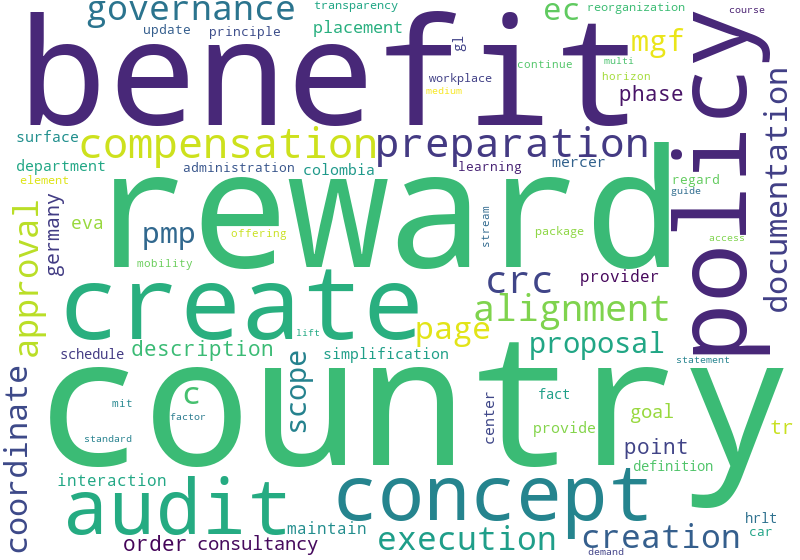 governance
transparency
ec
reorganization
course
update
principle
placement
benefit
gl
mgf
policy
multi
continue
horizon
workplace
medium
phase
documentation
surface
compensation
preparation
department
administration
colombia
learning
mercer
element
reward
regard
guide
germany
approval
eva
pmp
offering
stream
package
access
mobility
create
crc
provider
alignment
page
lift
proposal
schedule
description
simplification
scope
country
statement
coordinate
c
mit
factor
standard
center
fact
provide
goal
tr
point
definition
interaction
audit
concept
maintain
execution
creation
hrlt
car
order
consultancy
demand